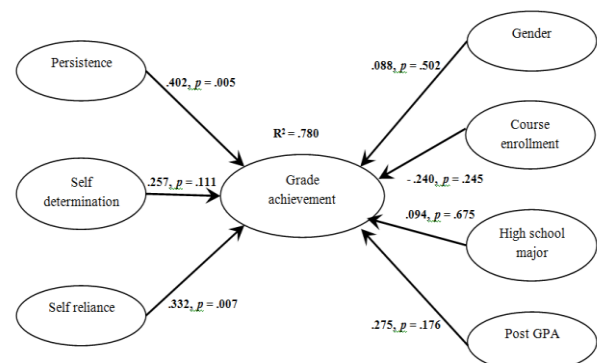 Gender
Persistence
.088, p = .502
.402, p = .005
R² = .780
Course
enrollment
Self
determination
.257, p = .111
Grade
achievement
- .240, p = .245
.094, p = .675
High school
major
Self reliance
.332, p = .007
.275, p = .176
Post GPA